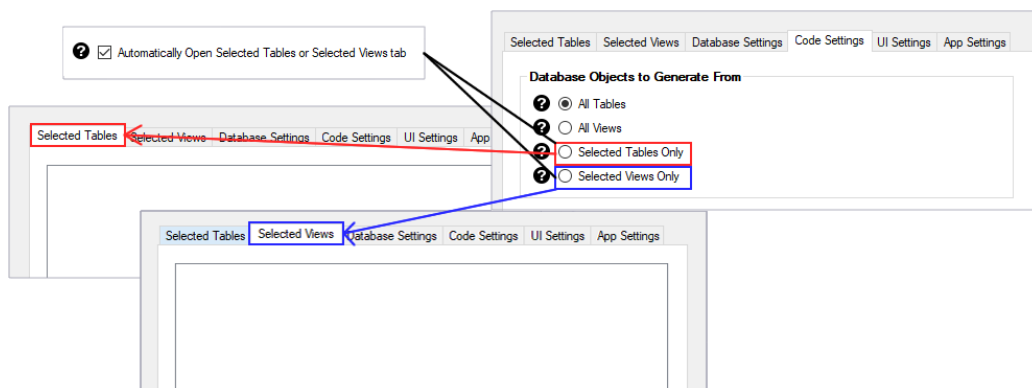 Automatically Open Selected Tables or Selected Views tab
Selected Tables Selected Views Database Settings Code Settings UI Settings App Settings
Database Objects to Generate From
All Tables
All Views
Selected Tables Only
Selected Views Only
Selected Tables Selected Views Database Settings Code Settings UI Settings App
Selected Tables Selected Views Database Settings Code Settings UI Settings App Settings